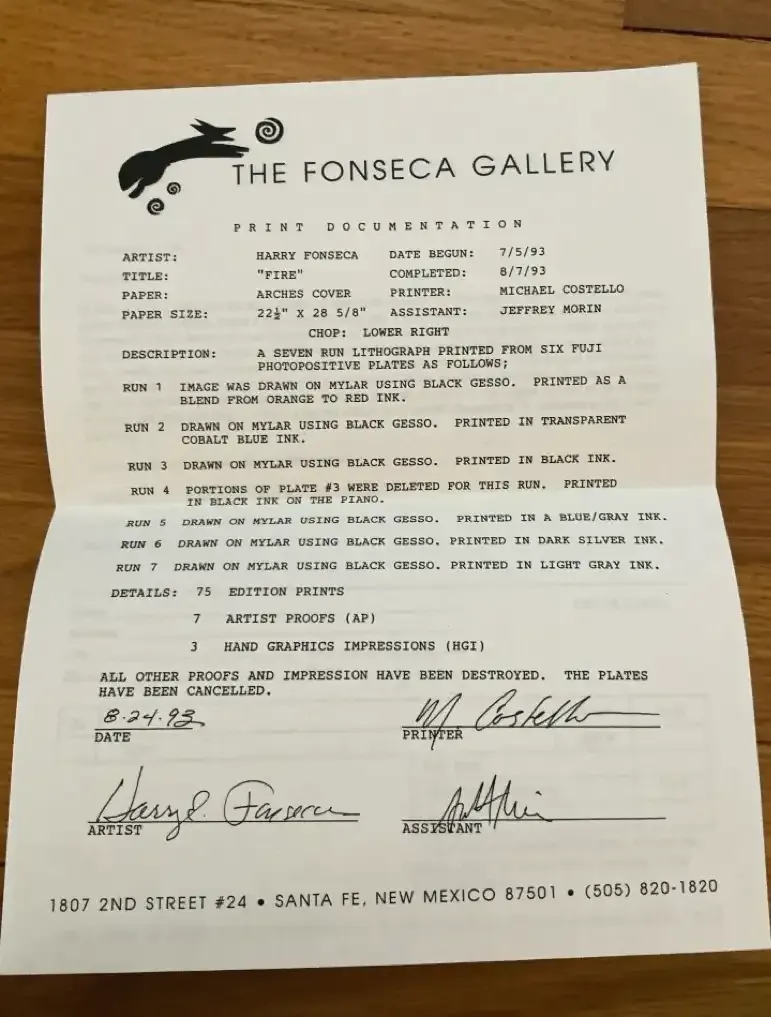 THE FONSECA GALLERY
PRINT DOCUMENTATION
ARTIST: HARRY FONSECA DATE BEGUN: 7/5/93
TITLE: "FIRE" COMPLETED: 8/7/93
PAPER: ARCHES COVER PRINTER: MICHAEL COSTELLO
PAPER SIZE: 22½" X 28 5/8" ASSISTANT: JEFFREY MORIN
CHOP: LOWER RIGHT
DESCRIPTION: A SEVEN RUN LITHOGRAPH PRINTED FROM SIX FUJI
PHOTOPOSITIVE PLATES AS FOLLOWS;
RUN 1 IMAGE WAS DRAWN ON MYLAR USING BLACK GESSO. PRINTED AS A
BLEND FROM ORANGE TO RED INK.
RUN 2 DRAWN ON MYLAR USING BLACK GESSO. PRINTED IN TRANSPARENT
COBALT BLUE INK.
RUN 3 DRAWN ON MYLAR USING BLACK GESSO. PRINTED IN BLACK INK.
RUN 4 PORTIONS OF PLATE #3 WERE DELETED FOR THIS RUN. PRINTED
IN BLACK INK ON THE PIANO.
RUN 5 DRAWN ON MYLAR USING BLACK GESSO. PRINTED IN A BLUE/GRAY INK.
RUN 6 DRAWN ON MYLAR USING BLACK GESSO. PRINTED IN DARK SILVER INK.
RUN 7 DRAWN ON MYLAR USING BLACK GESSO. PRINTED IN LIGHT GRAY INK.
DETAILS: 75 EDITION PRINTS
7 ARTIST PROOFS (AP)
3 HAND GRAPHICS IMPRESSIONS (HGI)
ALL OTHER PROOFS AND IMPRESSION HAVE BEEN DESTROYED. THE PLATES
HAVE BEEN CANCELLED.
8·24·93 M Costello
DATE PRINTER
Harry Fonseca
ARTIST ASSISTANT
1807 2ND STREET #24 • SANTA FE, NEW MEXICO 87501 • (505) 820-1820